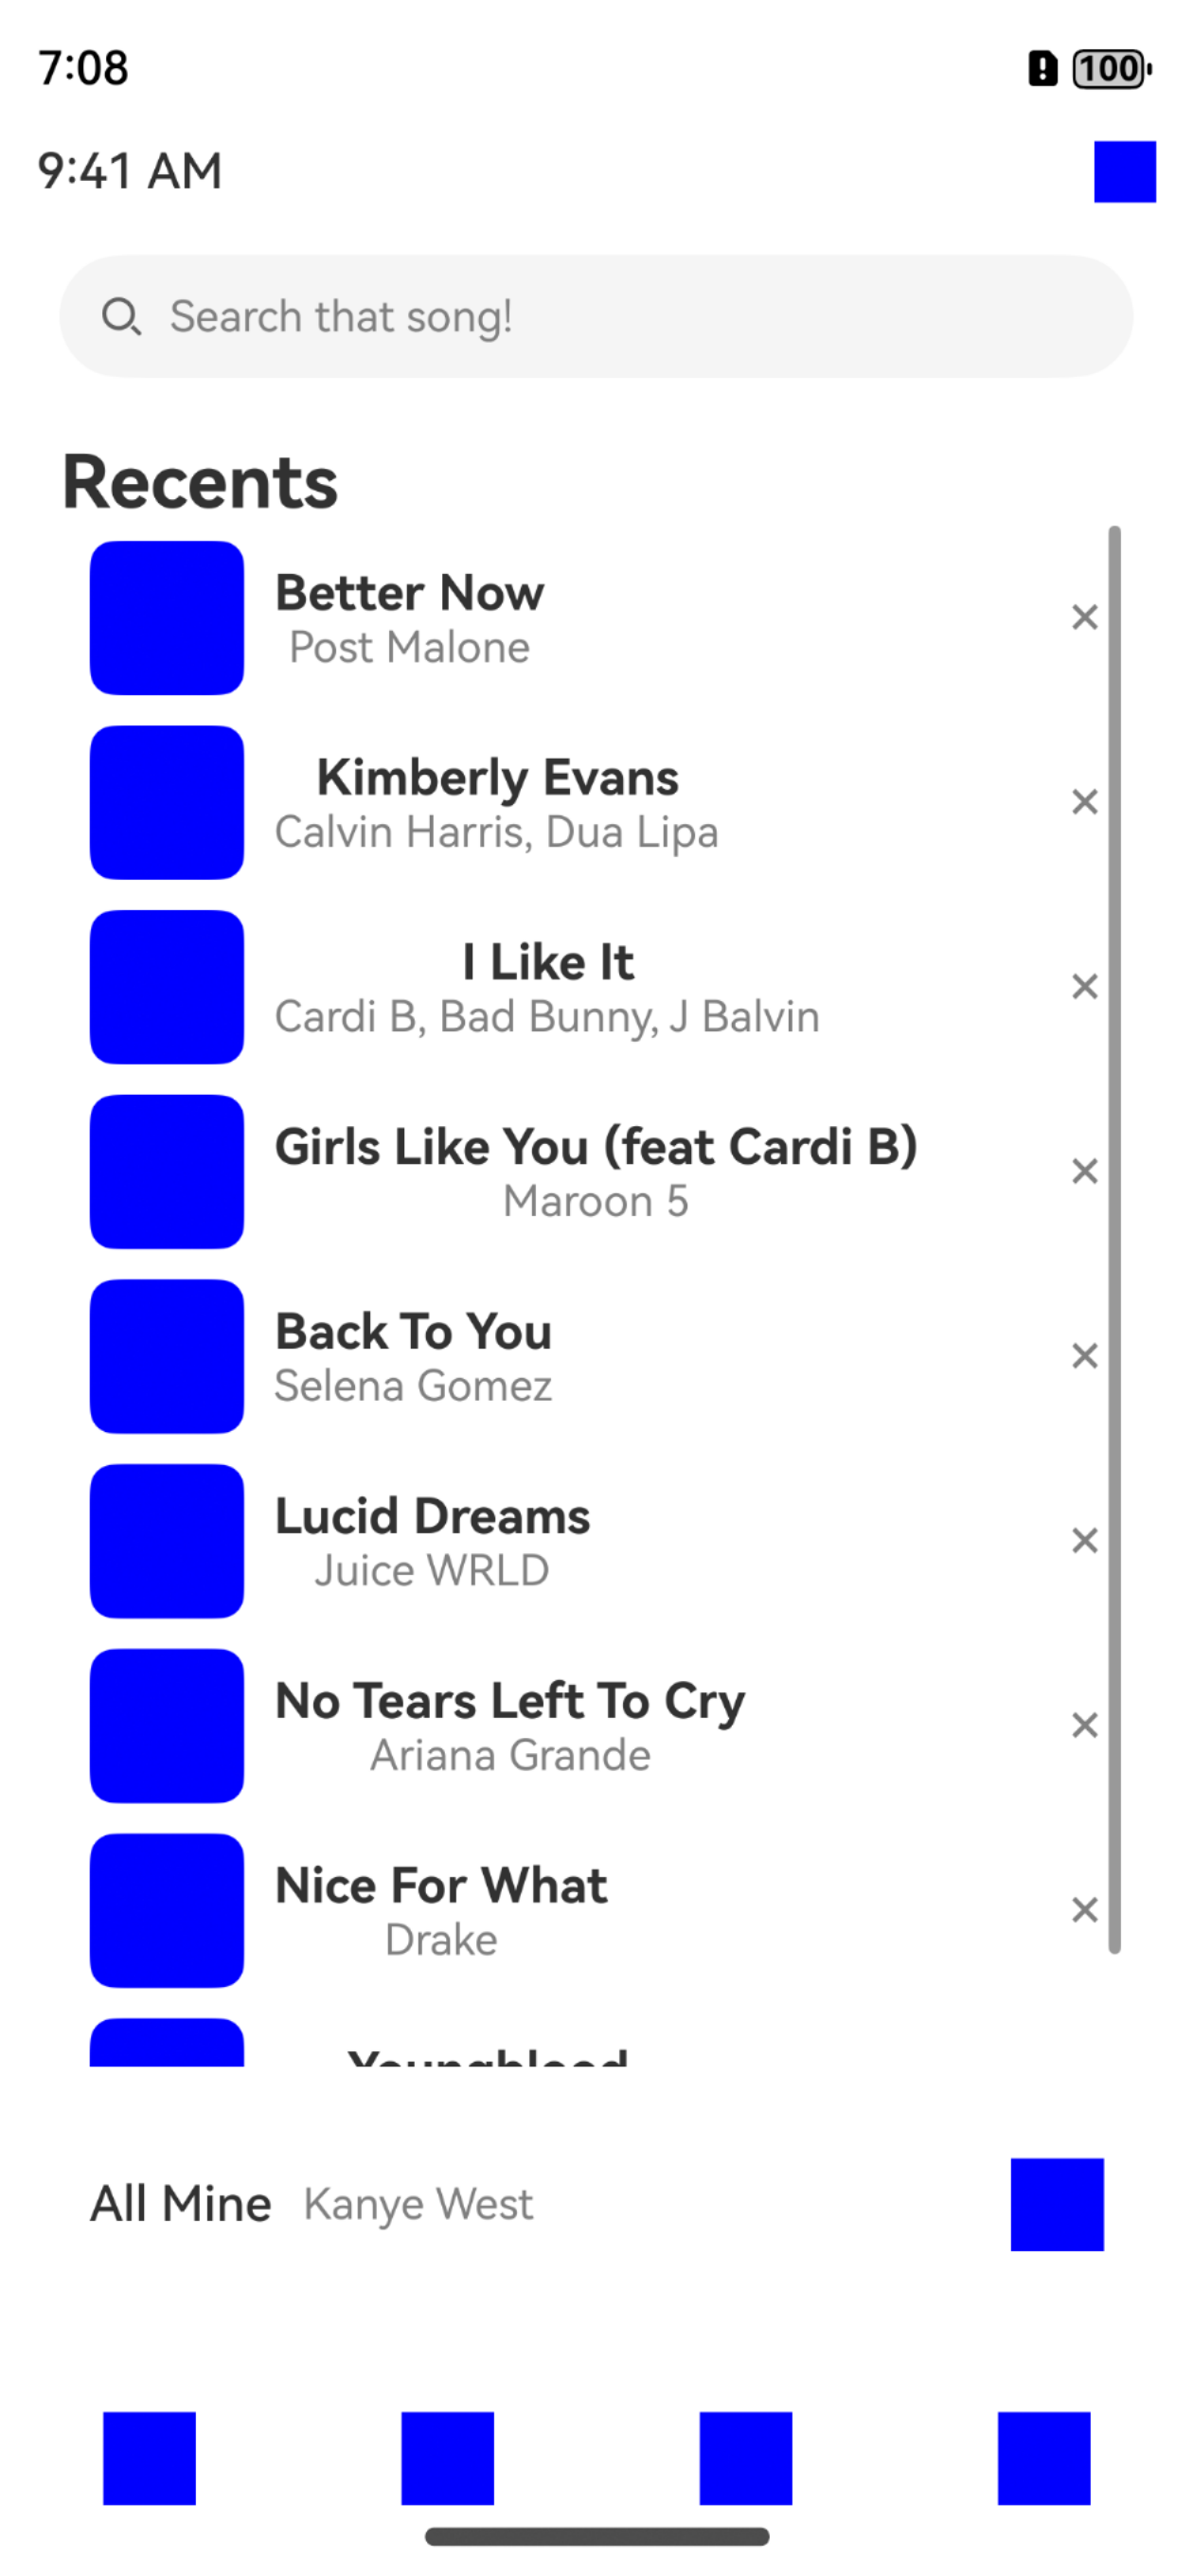 7:08
100
9:41 AM
Search that song!
Recents
Better Now
Post Malone
Kimberly Evans
Calvin Harris, Dua Lipa
I Like It
Cardi B, Bad Bunny, J Balvin
Girls Like You (feat Cardi B)
Maroon 5
Back To You
Selena Gomez
Lucid Dreams
Juice WRLD
No Tears Left To Cry
Ariana Grande
Nice For What
Drake
Youngblood
All Mine Kanye West